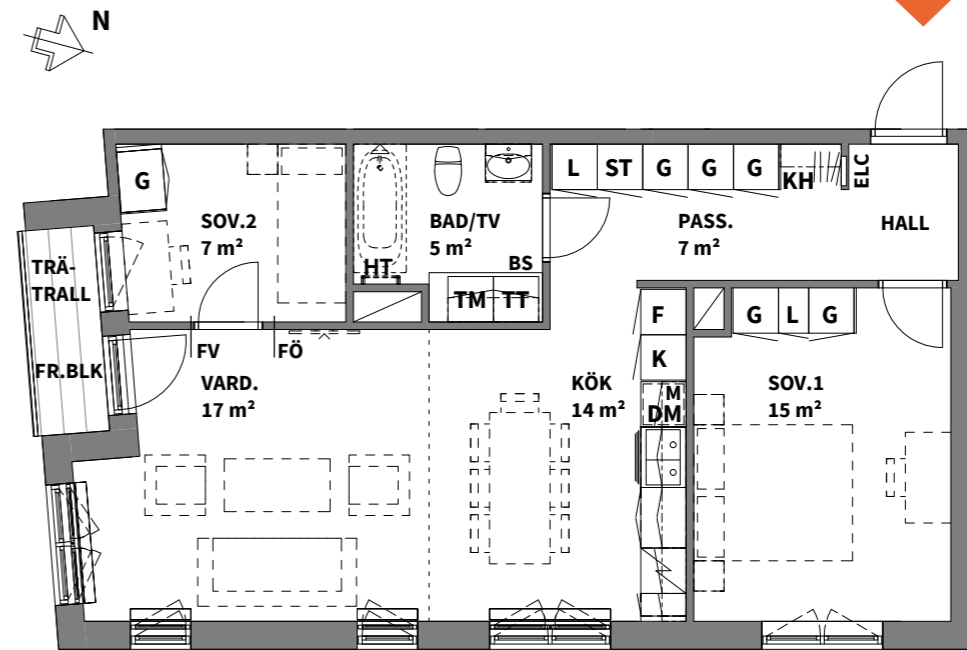 N
G
SOV.2
7 m²
BAD/TV
5 m²
HT
BS
TM TT
L ST G G G KH ELC
PASS.
7 m²
HALL
TRÄ-
TRALL
FR.BLK
FV
FÖ
VARD.
17 m²
KÖK
14 m²
F
K
M
DM
G L G
SOV.1
15 m²